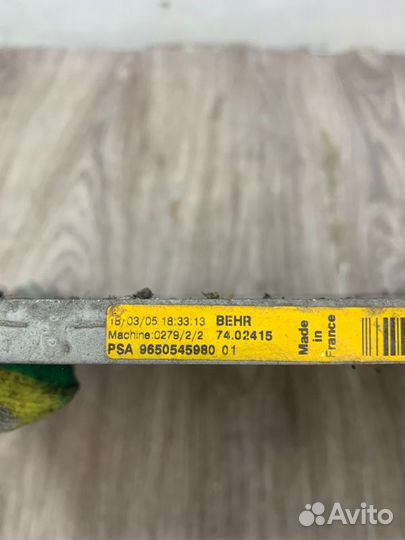 18/03/05 18:33:13 BEHR
Machine:0279/2/2 74.02415
PSA 9650545980 01
Made
in
France
Avito